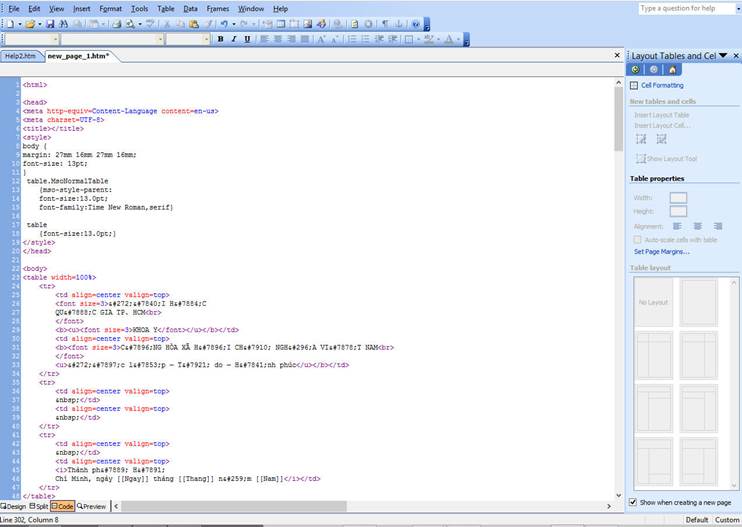 File Edit View Insert Format Tools Table Data Frames Window Help
Type a question for help
Help2.htm new_page_1.htm*
Layout Tables and Cel
Cell Formatting
New tables and cells
Insert Layout Table
Insert Layout Cell...
Show Layout Tool
Table properties
Width:
Height:
Alignment:
Auto-scale cells with table
Set Page Margins...
Table layout
No Layout
Show when creating a new page
1 <html>
2
3 <head>
4 <meta http-equiv=Content-Language content=en-us>
5 <meta charset=UTF-8>
6 <title></title>
7 <style>
8 body {
9 margin: 27mm 16mm 27mm 16mm;
10 font-size: 13pt;
11 }
12 table.MsoNormalTable
13 {mso-style-parent:
14 font-size:13.0pt;
15 font-family:Time New Roman,serif}
16
17 table
18 {font-size:13.0pt;}
19 </style>
20 </head>
21
22 <body>
23 <table width=100%>
24 <tr>
25 <td align=center valign=top>
26 <font size=3>&#272;&#7840;I H&#7884;C
27 QU&#7888;C GIA TP. HCM<br>
28 </font>
29 <b><u><font size=3>KHOA Y</font></u></b></td>
30 <td align=center valign=top>
31 <b><font size=3>C&#7896;NG HÒA XÃ H&#7896;I CH&#7910; NGH&#296;A VI&#7878;T NAM<br>
32 </font>
33 <u>&#272;&#7897;c l&#7853;p – T&#7921; do – H&#7841;nh phúc</u></b></td>
34 </tr>
35 <tr>
36 <td align=center valign=top>
37 &nbsp;</td>
38 <td align=center valign=top>
39 &nbsp;</td>
40 </tr>
41 <tr>
42 <td align=center valign=top>
43 &nbsp;</td>
44 <td align=center valign=top>
45 <i>Thành ph&#7889; H&#7891;
46 Chí Minh, ngày [[Ngay]] tháng [[Thang]] n&#259;m [[Nam]]</i></td>
47 </tr>
48 </table>
Design Split Code Preview
Line 302, Column 8
Default Custom